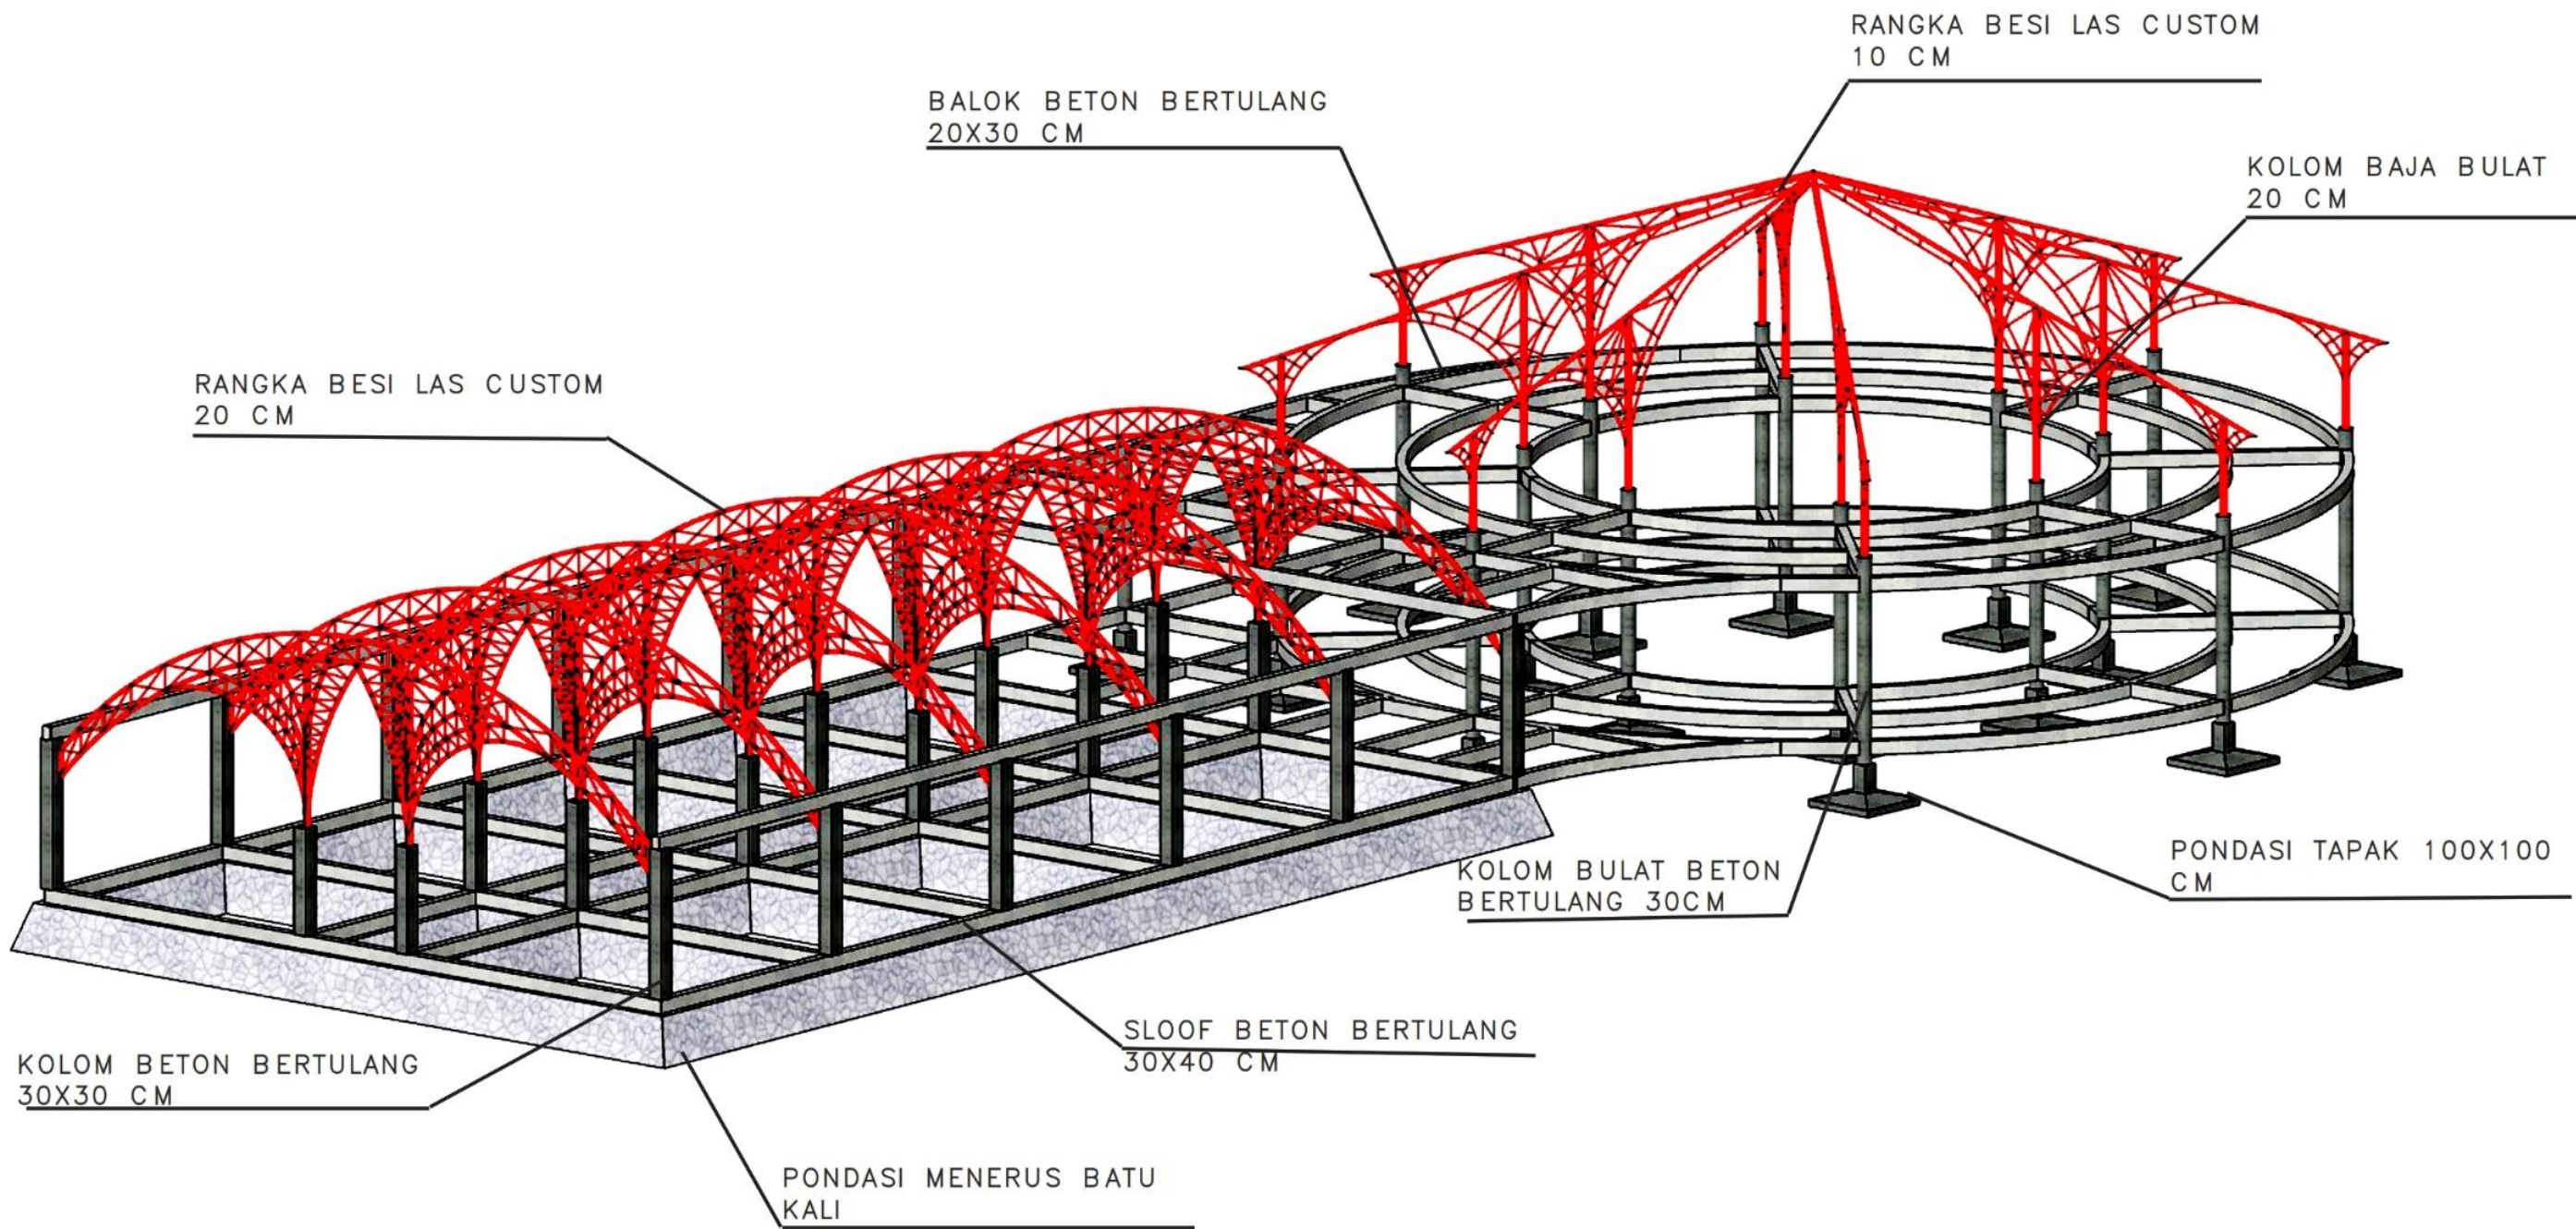 RANGKA BESI LAS CUSTOM
10 CM
BALOK BETON BERTULANG
20X30 CM
KOLOM BAJA BULAT
20 CM
RANGKA BESI LAS CUSTOM
20 CM
PONDASI TAPAK 100X100
CM
KOLOM BULAT BETON
BERTULANG 30CM
SLOOF BETON BERTULANG
30X40 CM
KOLOM BETON BERTULANG
30X30 CM
PONDASI MENERUS BATU
KALI